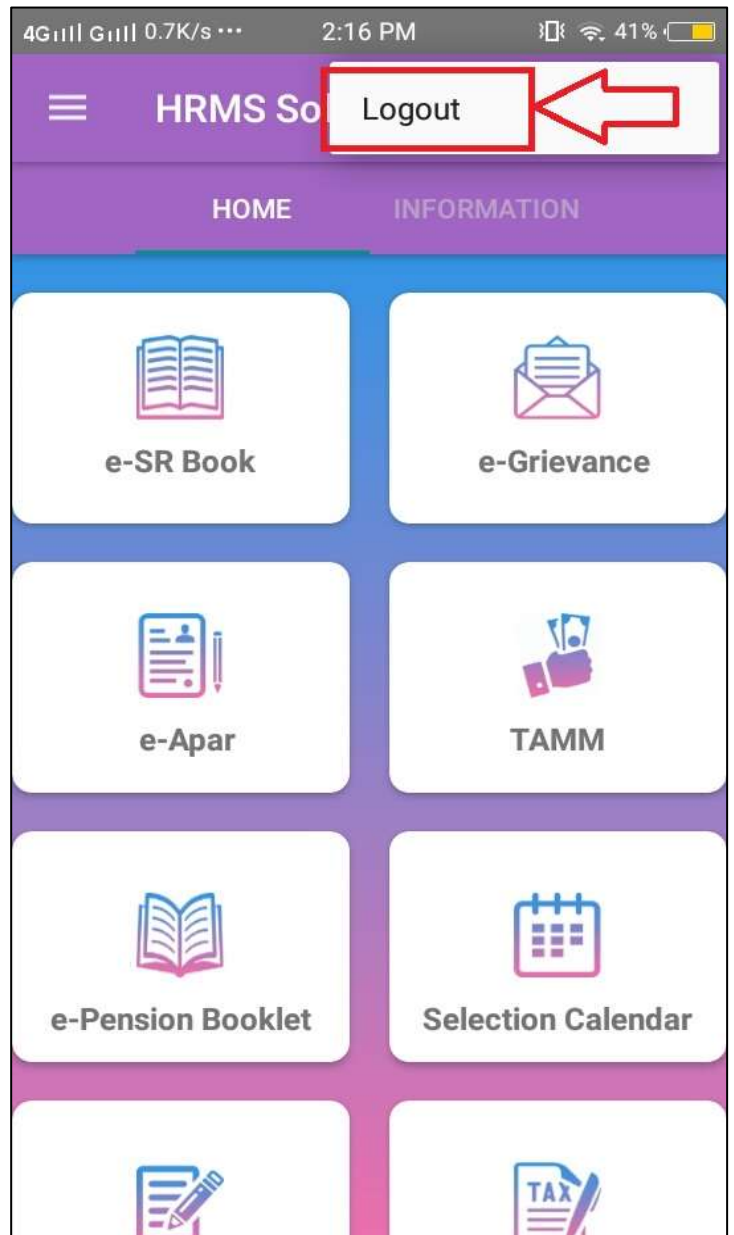 4G G 0.7K/s ··· 2:16 PM 41%
HRMS So Logout
HOME INFORMATION
e-SR Book e-Grievance
e-Apar TAMM
e-Pension Booklet Selection Calendar
TAX